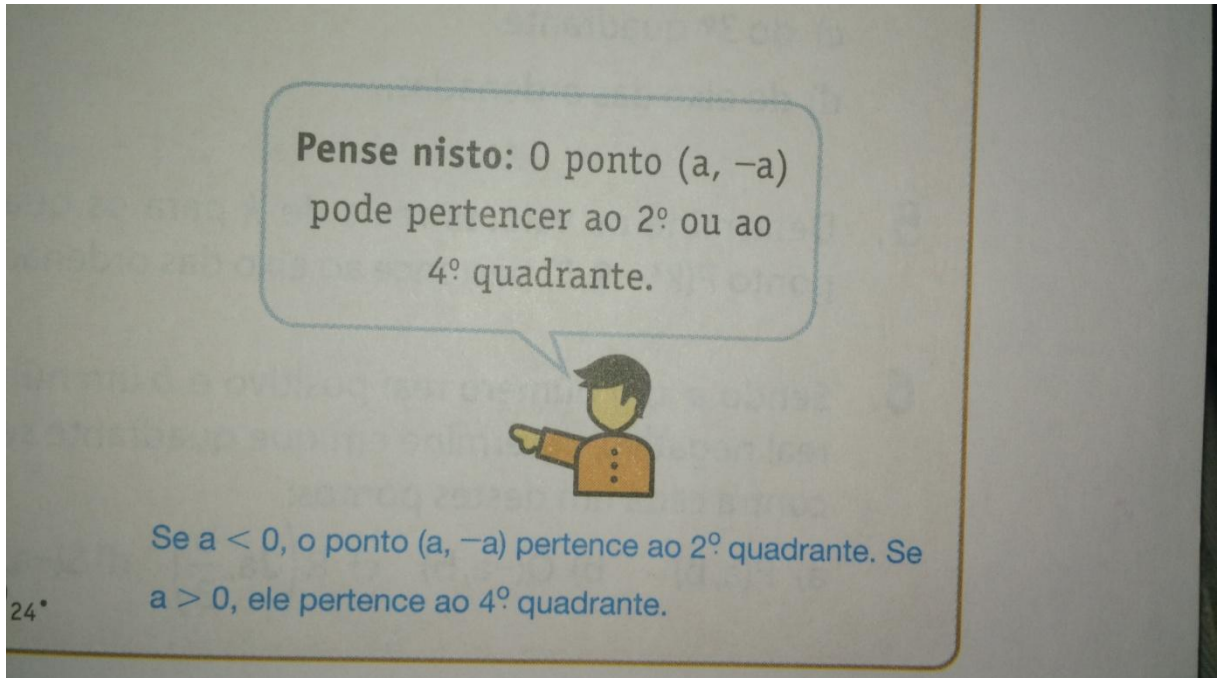 Pense nisto: O ponto (a, −a)
pode pertencer ao 2º ou ao
4º quadrante.
Se a < 0, o ponto (a, −a) pertence ao 2º quadrante. Se
a > 0, ele pertence ao 4º quadrante.
24•